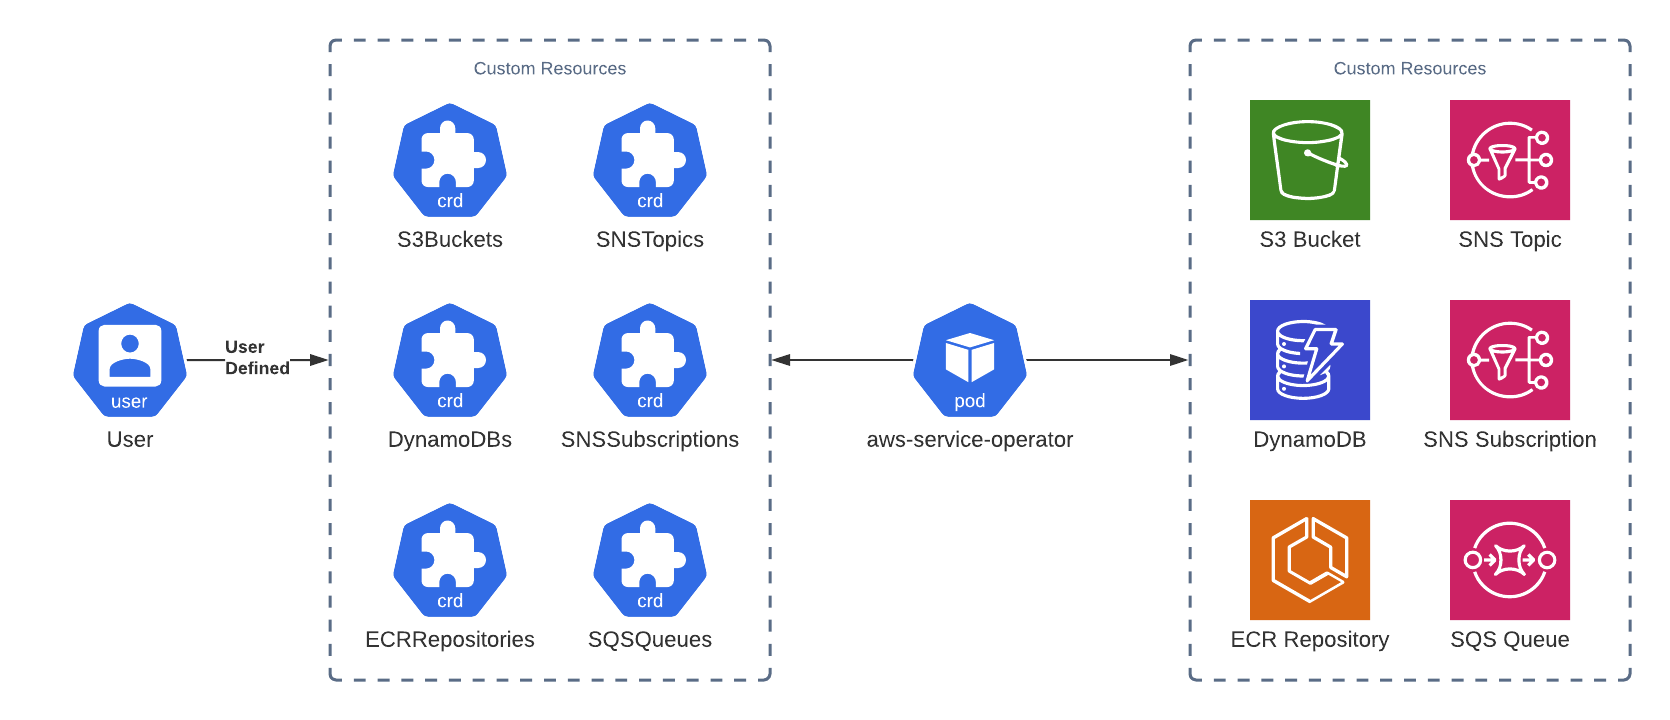 Custom Resources
Custom Resources
crd
crd
S3Buckets
SNSTopics
S3 Bucket
SNS Topic
User
Defined
user
User
crd
crd
DynamoDBs
SNSSubscriptions
pod
aws-service-operator
DynamoDB
SNS Subscription
crd
crd
ECRRepositories
SQSQueues
ECR Repository
SQS Queue